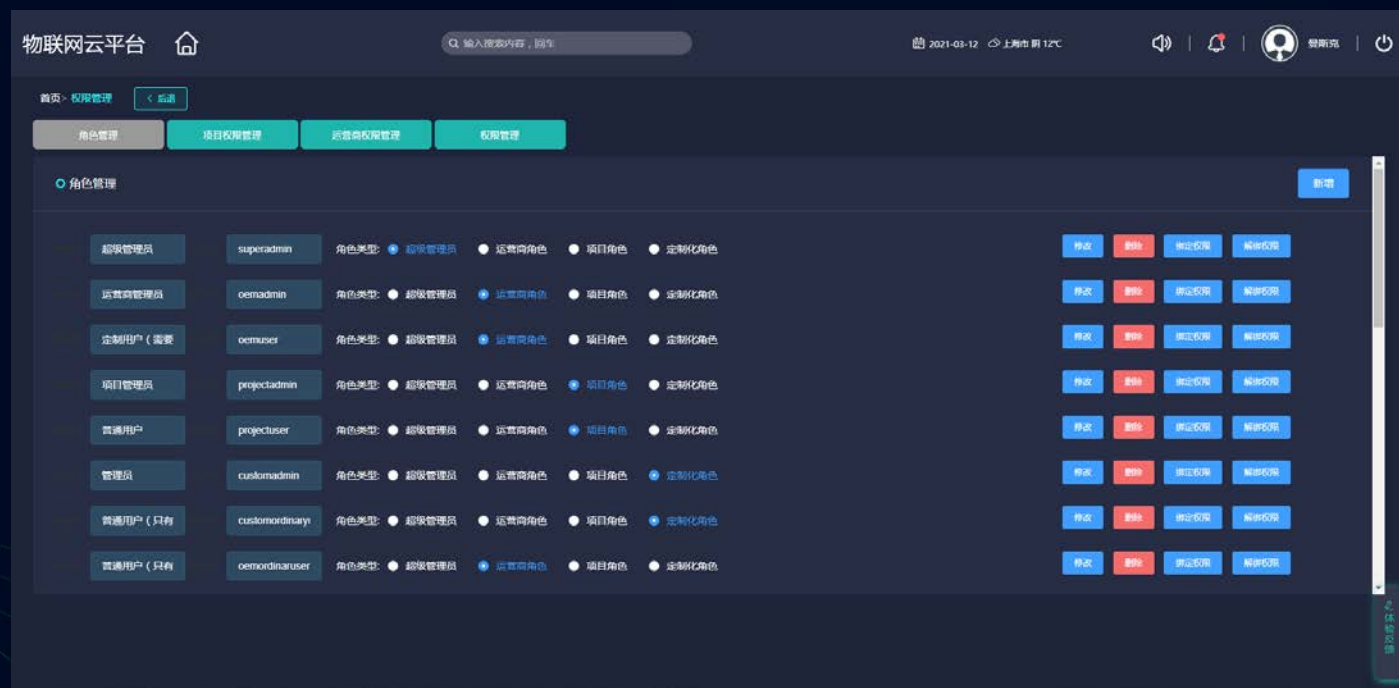 物联网云平台 输入搜索内容，回车 2021-03-12 上海市 阴 12℃ 曼斯克
首页> 权限管理 < 后退
角色管理 项目权限管理 运营商权限管理 权限管理
角色管理 新增
超级管理员 superadmin 角色类型: 超级管理员 运营商角色 项目角色 定制化角色 修改 删除 绑定权限 解绑权限
运营商管理员 oemadmin 角色类型: 超级管理员 运营商角色 项目角色 定制化角色 修改 删除 绑定权限 解绑权限
定制用户 ( 需要 oemuser 角色类型: 超级管理员 运营商角色 项目角色 定制化角色 修改 删除 绑定权限 解绑权限
项目管理员 projectadmin 角色类型: 超级管理员 运营商角色 项目角色 定制化角色 修改 删除 绑定权限 解绑权限
普通用户 projectuser 角色类型: 超级管理员 运营商角色 项目角色 定制化角色 修改 删除 绑定权限 解绑权限
管理员 customadmin 角色类型: 超级管理员 运营商角色 项目角色 定制化角色 修改 删除 绑定权限 解绑权限
普通用户 ( 只有 customordinary 角色类型: 超级管理员 运营商角色 项目角色 定制化角色 修改 删除 绑定权限 解绑权限
普通用户 ( 只有 oemordinaruser 角色类型: 超级管理员 运营商角色 项目角色 定制化角色 修改 删除 绑定权限 解绑权限
体验反馈